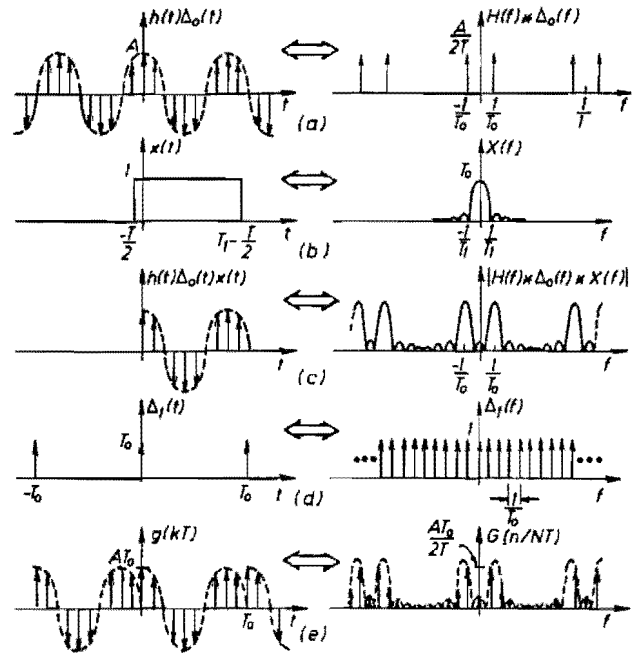 h(t)Δ₀(t)
A
t
H(f)*Δ₀(f)
A/2T
-1/T₀
1/T₀
1/T
f
(a)
x(t)
1
-T/2
T₁-T/2
t
X(f)
T₀
-1/T₁
1/T₁
f
(b)
h(t)Δ₀(t)x(t)
t
|H(f)*Δ₀(f)*X(f)|
-1/T₀
1/T₀
f
(c)
Δ₁(t)
T₀
-T₀
T₀
t
Δ₁(f)
1
1/T₀
f
(d)
g(kT)
AT₀
T₀
t
G(n/NT)
AT₀/2T
f
(e)